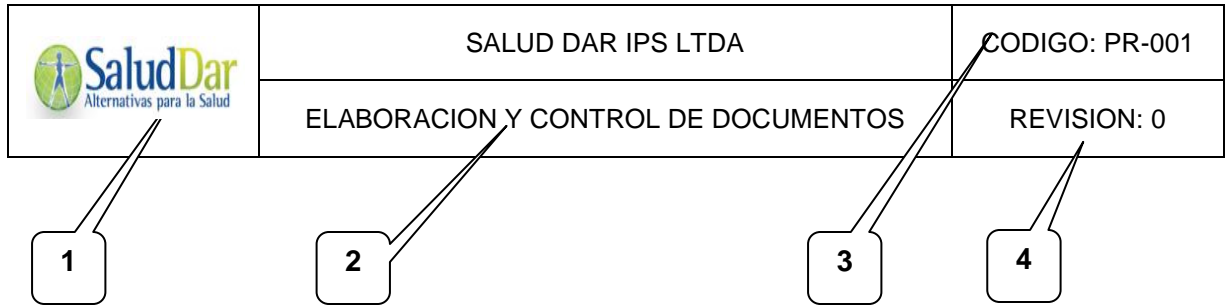 SaludDar
Alternativas para la Salud
SALUD DAR IPS LTDA
CODIGO: PR-001
ELABORACION Y CONTROL DE DOCUMENTOS
REVISION: 0
1
2
3
4